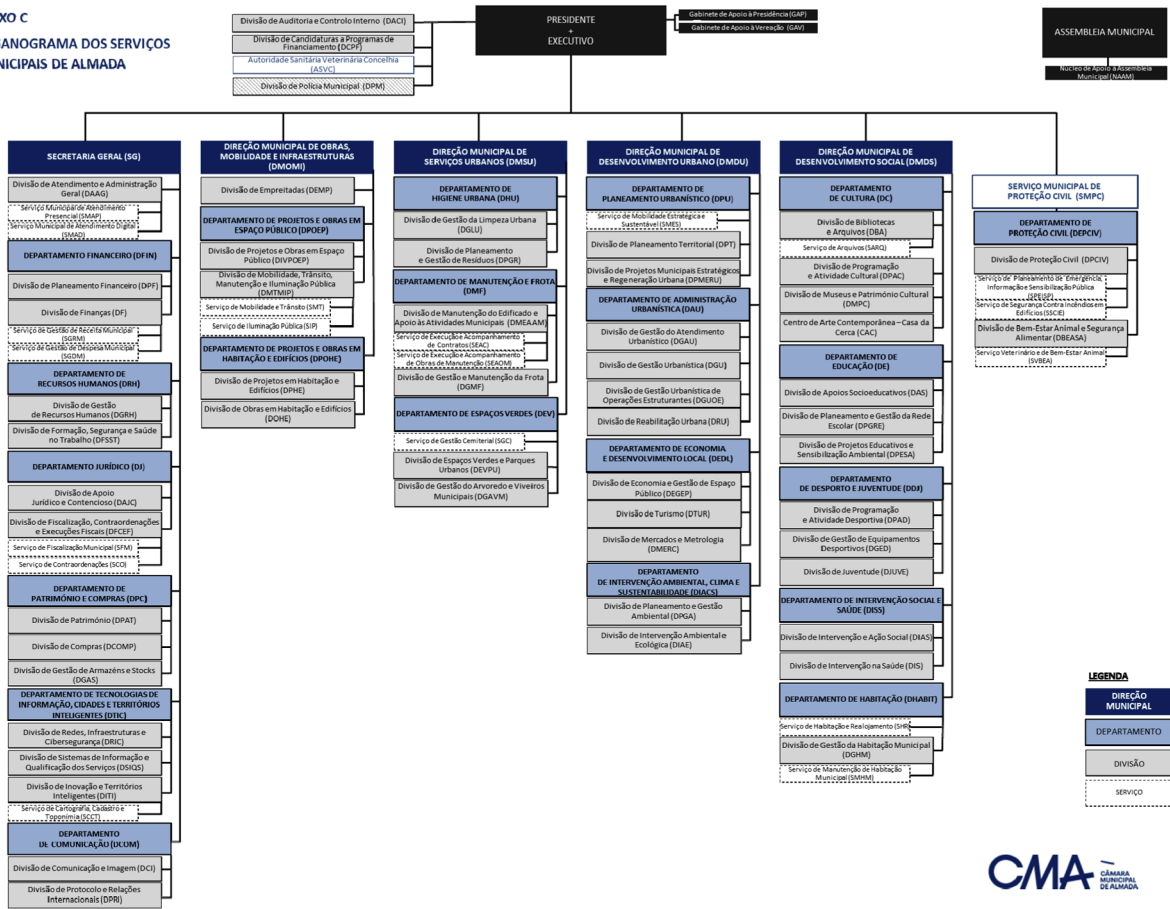 XO C
GANOGRAMA DOS SERVIÇOS
NICIPAIS DE ALMADA
Divisão de Auditoria e Controlo Interno (DACI)
Divisão de Candidaturas a Programas de
Financiamento (DCPF)
Autoridade Sanitária Veterinária Concelhia
(ASVC)
Divisão de Polícia Municipal (DPM)
PRESIDENTE
+
EXECUTIVO
Gabinete de Apoio à Presidência (GAP)
Gabinete de Apoio à Vereação (GAV)
ASSEMBLEIA MUNICIPAL
Núcleo de Apoio à Assembleia
Municipal (NAAM)
SECRETARIA GERAL (SG)
Divisão de Atendimento e Administração
Geral (DAAG)
Serviço Municipal de Atendimento
Presencial (SMAP)
Serviço Municipal de Atendimento Digital
(SMAD)
DEPARTAMENTO FINANCEIRO (DFIN)
Divisão de Planeamento Financeiro (DPF)
Divisão de Finanças (DF)
Serviço de Gestão de Receita Municipal
(SGRM)
Serviço de Gestão de Despesa Municipal
(SGDM)
DEPARTAMENTO DE
RECURSOS HUMANOS (DRH)
Divisão de Gestão
de Recursos Humanos (DGRH)
Divisão de Formação, Segurança e Saúde
no Trabalho (DFSST)
DEPARTAMENTO JURÍDICO (DJ)
Divisão de Apoio
Jurídico e Contencioso (DAJC)
Divisão de Fiscalização, Contraordenações
e Execuções Fiscais (DFCEF)
Serviço de Fiscalização Municipal (SFM)
Serviço de Contraordenações (SCO)
DEPARTAMENTO DE
PATRIMÓNIO E COMPRAS (DPC)
Divisão de Património (DPAT)
Divisão de Compras (DCOMP)
Divisão de Gestão de Armazéns e Stocks
(DGAS)
DEPARTAMENTO DE TECNOLOGIAS DE
INFORMAÇÃO, CIDADES E TERRITÓRIOS
INTELIGENTES (DTIC)
Divisão de Redes, Infraestruturas e
Cibersegurança (DRIC)
Divisão de Sistemas de Informação e
Qualificação dos Serviços (DSIQS)
Divisão de Inovação e Territórios
Inteligentes (DITI)
Serviço de Cartografia, Cadastro e
Toponímia (SCCT)
DEPARTAMENTO
DE COMUNICAÇÃO (DCOM)
Divisão de Comunicação e Imagem (DCI)
Divisão de Protocolo e Relações
Internacionais (DPRI)
DIREÇÃO MUNICIPAL DE OBRAS,
MOBILIDADE E INFRAESTRUTURAS
(DMOMI)
Divisão de Empreitadas (DEMP)
DEPARTAMENTO DE PROJETOS E OBRAS EM
ESPAÇO PÚBLICO (DPOEP)
Divisão de Projetos e Obras em Espaço
Público (DIVPOEP)
Divisão de Mobilidade, Trânsito,
Manutenção e Iluminação Pública
(DMTMIP)
Serviço de Mobilidade e Trânsito (SMT)
Serviço de Iluminação Pública (SIP)
DEPARTAMENTO DE PROJETOS E OBRAS EM
HABITAÇÃO E EDIFÍCIOS (DPOHE)
Divisão de Projetos em Habitação e
Edifícios (DPHE)
Divisão de Obras em Habitação e Edifícios
(DOHE)
DIREÇÃO MUNICIPAL DE
SERVIÇOS URBANOS (DMSU)
DEPARTAMENTO DE
HIGIENE URBANA (DHU)
Divisão de Gestão da Limpeza Urbana
(DGLU)
Divisão de Planeamento
e Gestão de Resíduos (DPGR)
DEPARTAMENTO DE MANUTENÇÃO E FROTA
(DMF)
Divisão de Manutenção do Edificado e
Apoio às Atividades Municipais (DMEAAM)
Serviço de Execução e Acompanhamento
de Contratos (SEAC)
Serviço de Execução e Acompanhamento
de Obras de Manutenção (SEAOM)
Divisão de Gestão e Manutenção da Frota
(DGMF)
DEPARTAMENTO DE ESPAÇOS VERDES (DEV)
Serviço de Gestão Cemiterial (SGC)
Divisão de Espaços Verdes e Parques
Urbanos (DEVPU)
Divisão de Gestão do Arvoredo e Viveiros
Municipais (DGAVM)
DIREÇÃO MUNICIPAL DE
DESENVOLVIMENTO URBANO (DMDU)
DEPARTAMENTO DE
PLANEAMENTO URBANÍSTICO (DPU)
Serviço de Mobilidade Estratégica e
Sustentável (SMES)
Divisão de Planeamento Territorial (DPT)
Divisão de Projetos Municipais Estratégicos
e Regeneração Urbana (DPMERU)
DEPARTAMENTO DE ADMINISTRAÇÃO
URBANÍSTICA (DAU)
Divisão de Gestão do Atendimento
Urbanístico (DGAU)
Divisão de Gestão Urbanística (DGU)
Divisão de Gestão Urbanística de
Operações Estruturantes (DGUOE)
Divisão de Reabilitação Urbana (DRU)
DEPARTAMENTO DE ECONOMIA
E DESENVOLVIMENTO LOCAL (DEDL)
Divisão de Economia e Gestão de Espaço
Público (DEGEP)
Divisão de Turismo (DTUR)
Divisão de Mercados e Metrologia
(DMERC)
DEPARTAMENTO
DE INTERVENÇÃO AMBIENTAL, CLIMA E
SUSTENTABILIDADE (DIACS)
Divisão de Planeamento e Gestão
Ambiental (DPGA)
Divisão de Intervenção Ambiental e
Ecológica (DIAE)
DIREÇÃO MUNICIPAL DE
DESENVOLVIMENTO SOCIAL (DMDS)
DEPARTAMENTO
DE CULTURA (DC)
Divisão de Bibliotecas
e Arquivos (DBA)
Serviço de Arquivos (SARQ)
Divisão de Programação
e Atividade Cultural (DPAC)
Divisão de Museus e Património Cultural
(DMPC)
Centro de Arte Contemporânea – Casa da
Cerca (CAC)
DEPARTAMENTO DE
EDUCAÇÃO (DE)
Divisão de Apoios Socioeducativos (DAS)
Divisão de Planeamento e Gestão da Rede
Escolar (DPGRE)
Divisão de Projetos Educativos e
Sensibilização Ambiental (DPESA)
DEPARTAMENTO
DE DESPORTO E JUVENTUDE (DDJ)
Divisão de Programação
e Atividade Desportiva (DPAD)
Divisão de Gestão de Equipamentos
Desportivos (DGED)
Divisão de Juventude (DJUVE)
DEPARTAMENTO DE INTERVENÇÃO SOCIAL E
SAÚDE (DISS)
Divisão de Intervenção e Ação Social (DIAS)
Divisão de Intervenção na Saúde (DIS)
DEPARTAMENTO DE HABITAÇÃO (DHABIT)
Serviço de Habitação e Realojamento (SHR)
Divisão de Gestão da Habitação Municipal
(DGHM)
Serviço de Manutenção de Habitação
Municipal (SMHM)
SERVIÇO MUNICIPAL DE
PROTEÇÃO CIVIL (SMPC)
DEPARTAMENTO DE
PROTEÇÃO CIVIL (DEPCIV)
Divisão de Proteção Civil (DPCIV)
Serviço de Planeamento de Emergência,
Informação e Sensibilização Pública
(SPEISP)
Serviço de Segurança Contra Incêndios em
Edifícios (SSCIE)
Divisão de Bem-Estar Animal e Segurança
Alimentar (DBEASA)
Serviço Veterinário e de Bem-Estar Animal
(SVBEA)
LEGENDA
DIREÇÃO
MUNICIPAL
DEPARTAMENTO
DIVISÃO
SERVIÇO
CMA
CÂMARA
MUNICIPAL
DE ALMADA